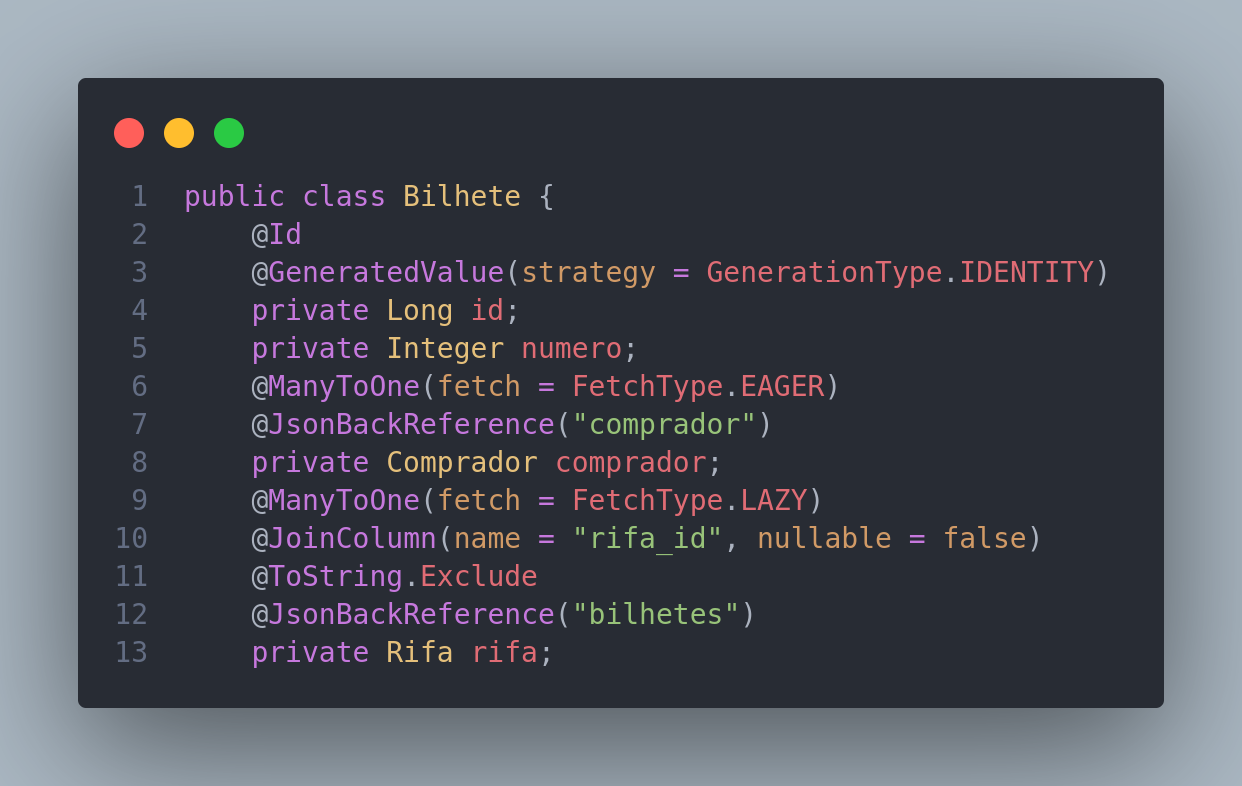 1 public class Bilhete {
2     @Id
3     @GeneratedValue(strategy = GenerationType.IDENTITY)
4     private Long id;
5     private Integer numero;
6     @ManyToOne(fetch = FetchType.EAGER)
7     @JsonBackReference("comprador")
8     private Comprador comprador;
9     @ManyToOne(fetch = FetchType.LAZY)
10     @JoinColumn(name = "rifa_id", nullable = false)
11     @ToString.Exclude
12     @JsonBackReference("bilhetes")
13     private Rifa rifa;